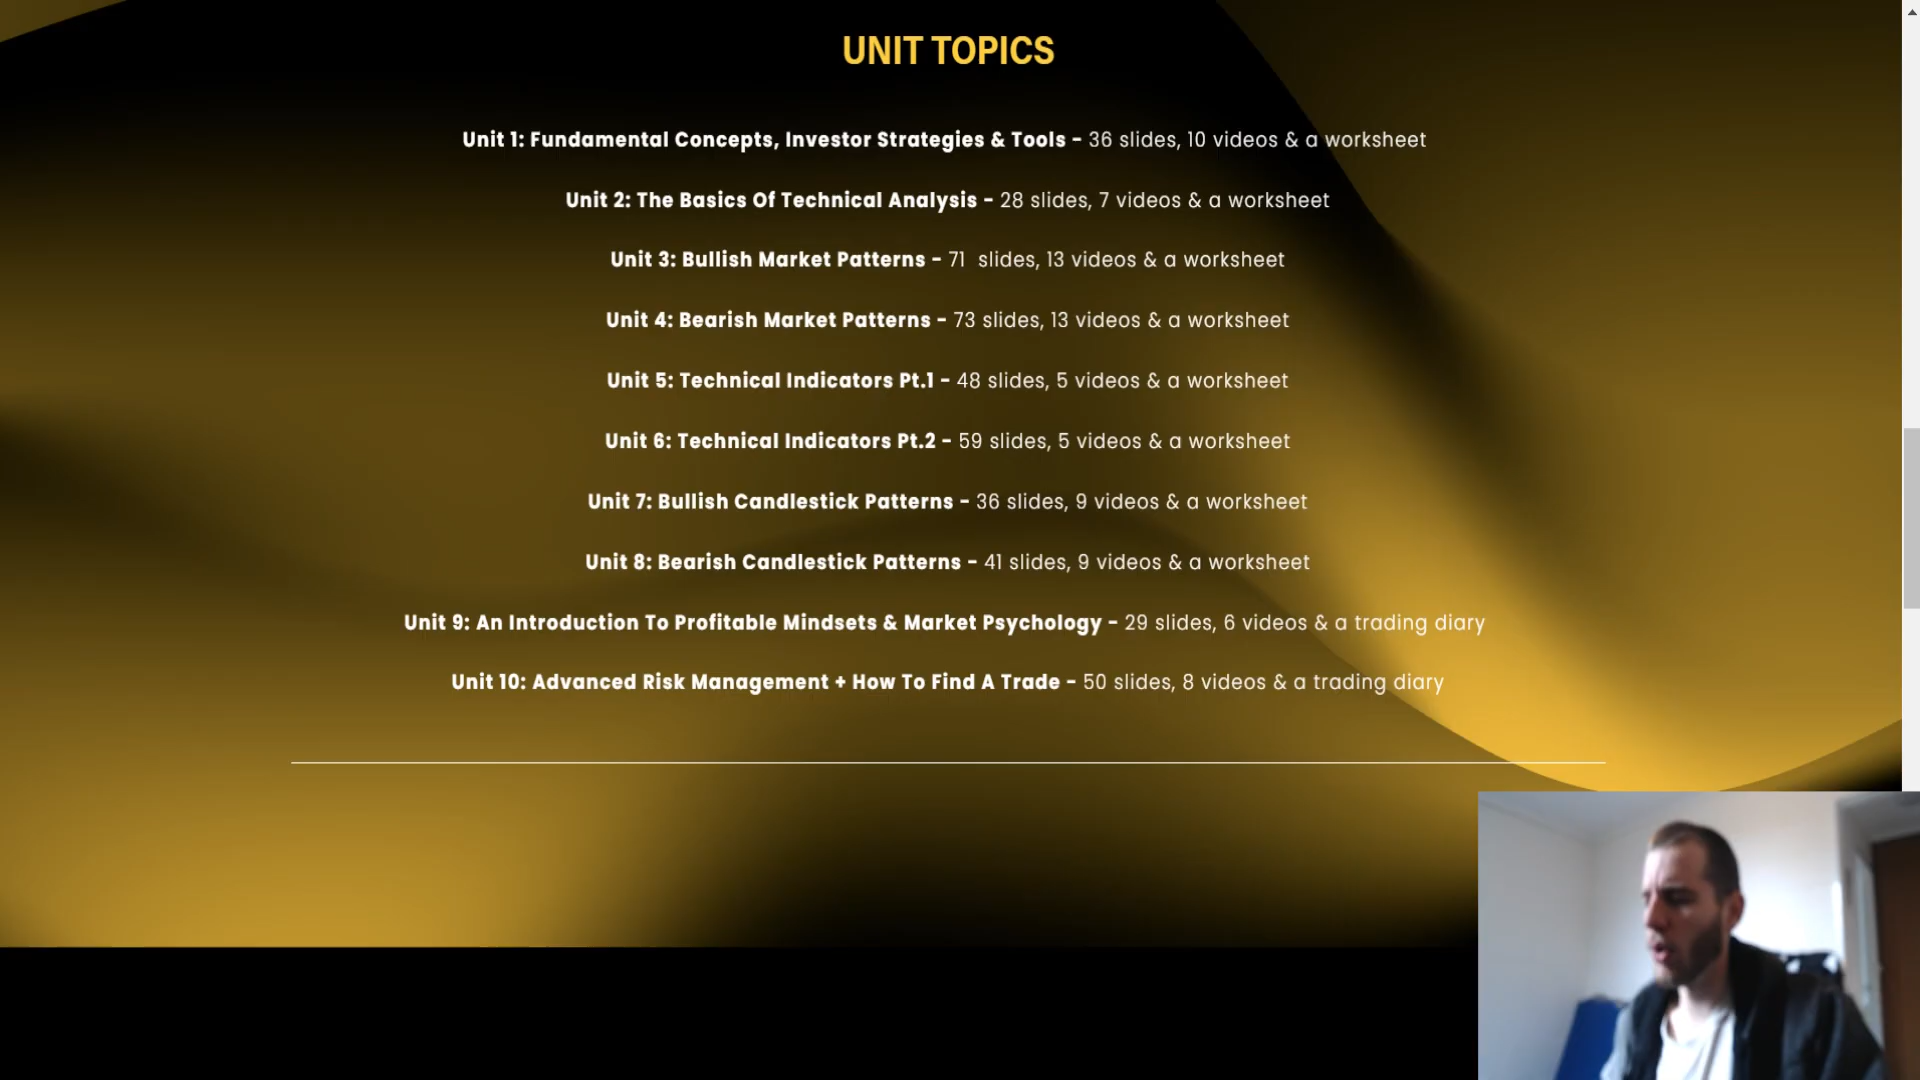 UNIT TOPICS
Unit 1: Fundamental Concepts, Investor Strategies & Tools - 36 slides, 10 videos & a worksheet
Unit 2: The Basics Of Technical Analysis - 28 slides, 7 videos & a worksheet
Unit 3: Bullish Market Patterns - 71 slides, 13 videos & a worksheet
Unit 4: Bearish Market Patterns - 73 slides, 13 videos & a worksheet
Unit 5: Technical Indicators Pt.1 - 48 slides, 5 videos & a worksheet
Unit 6: Technical Indicators Pt.2 - 59 slides, 5 videos & a worksheet
Unit 7: Bullish Candlestick Patterns - 36 slides, 9 videos & a worksheet
Unit 8: Bearish Candlestick Patterns - 41 slides, 9 videos & a worksheet
Unit 9: An Introduction To Profitable Mindsets & Market Psychology - 29 slides, 6 videos & a trading diary
Unit 10: Advanced Risk Management + How To Find A Trade - 50 slides, 8 videos & a trading diary